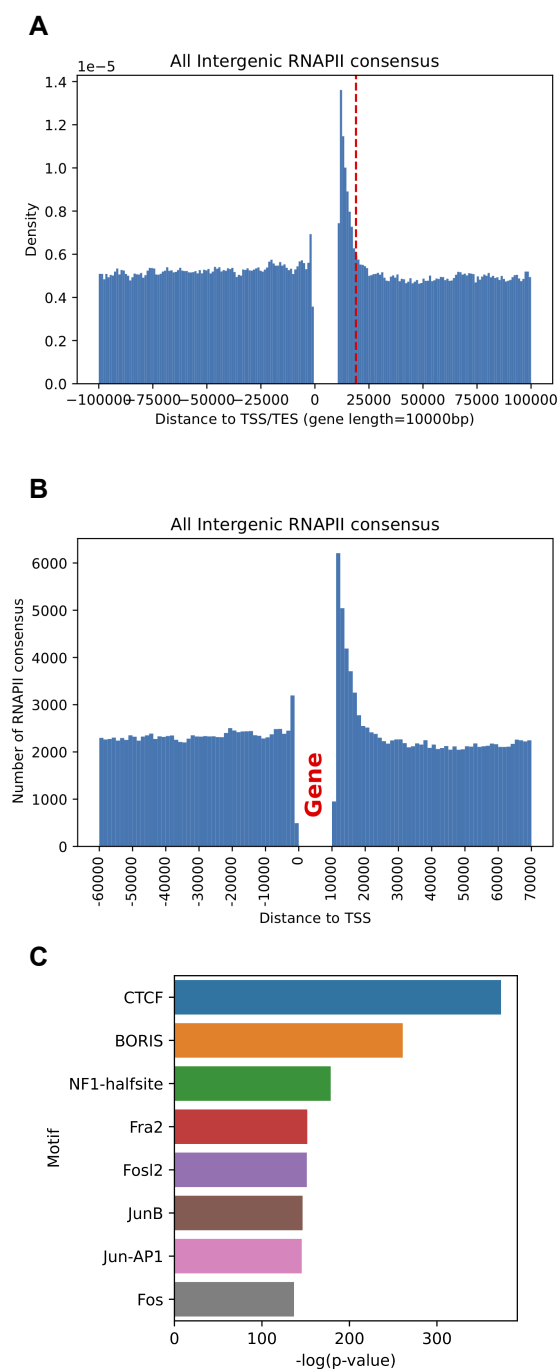 A
All Intergenic RNAPII consensus
1e−5
1.4
1.2
1.0
0.8
0.6
0.4
0.2
0.0
Density
−100000 −75000 −50000 −25000 0 25000 50000 75000 100000
Distance to TSS/TES (gene length=10000bp)
B
All Intergenic RNAPII consensus
6000
5000
4000
3000
2000
1000
0
Number of RNAPII consensus
Gene
-60000 -50000 -40000 -30000 -20000 -10000 0 10000 20000 30000 40000 50000 60000 70000
Distance to TSS
C
CTCF
BORIS
NF1-halfsite
Fra2
Fosl2
JunB
Jun-AP1
Fos
Motif
0 100 200 300
-log(p-value)